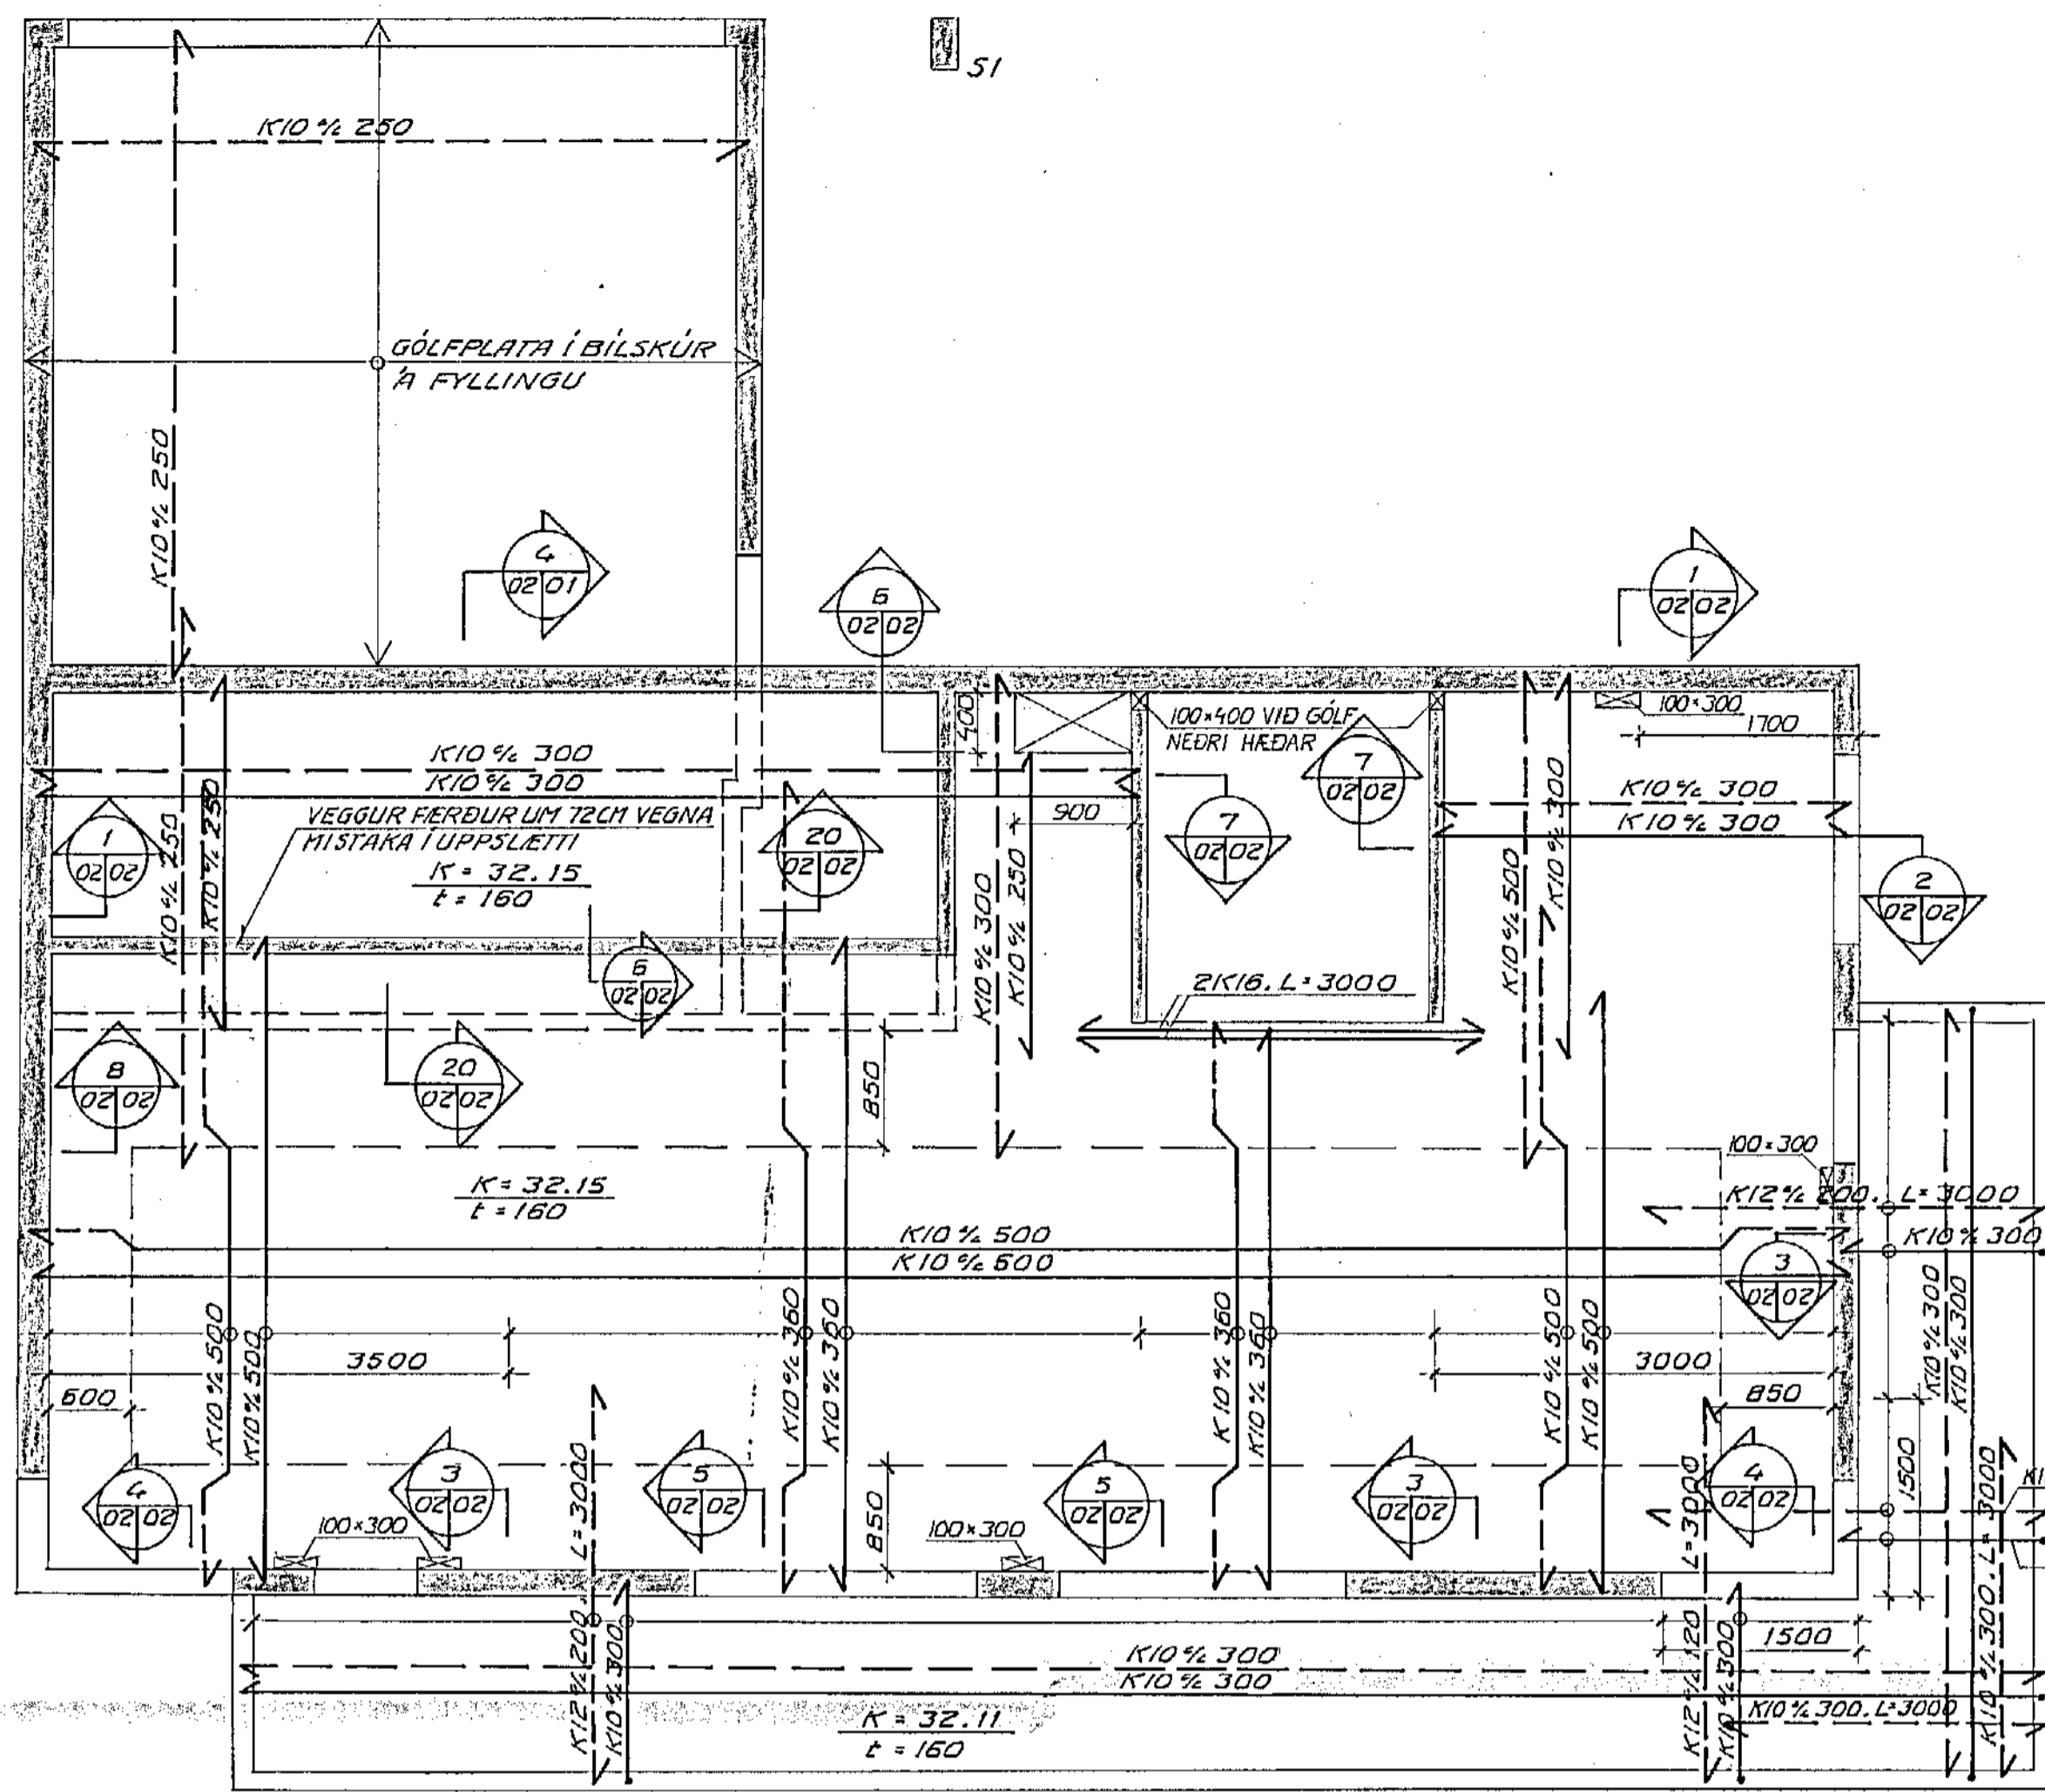 S1
K10 % 250
GÓLFPLATA Í BÍLSKÚR
Á FYLLINGU
K10 % 250
4
02 01
6
02 02
1
02 02
400
100×400 VIÐ GÓLF
NEÐRI HÆÐAR
7
02 02
100×300
1700
K10 % 300
K10 % 300
K10 % 300
K10 % 300
900
7
02 02
VEGGUR FÆRÐUR UM 72CM VEGNA
MISTAKA Í UPPSLÆTTI
K = 32.15
t = 160
1
02 02
20
02 02
K10 % 250
K10 % 250
K10 % 300
K10 % 250
K10 % 500
K10 % 300
2
02 02
6
02 02
2K16. L=3000
8
02 02
20
02 02
850
100×300
K = 32.15
t = 160
K12 % 200. L=3000
K10 % 300
K10 % 500
K10 % 500
3
02 02
K10 % 500
K10 % 500
K10 % 360
K10 % 360
K10 % 360
K10 % 360
K10 % 500
K10 % 500
K10 % 300
K10 % 300
3500
3000
600
850
4
02 02
3
02 02
5
02 02
5
02 02
3
02 02
4
02 02
1500
850
100×300
100×300
K12 % 200. L=3000
K10 % 300
K12 % 120 L=3000
K10 % 300
K10 % 300. L=3000
1500
K10 % 300
K10 % 300
K10 % 300. L=3000
K = 32.11
t = 160